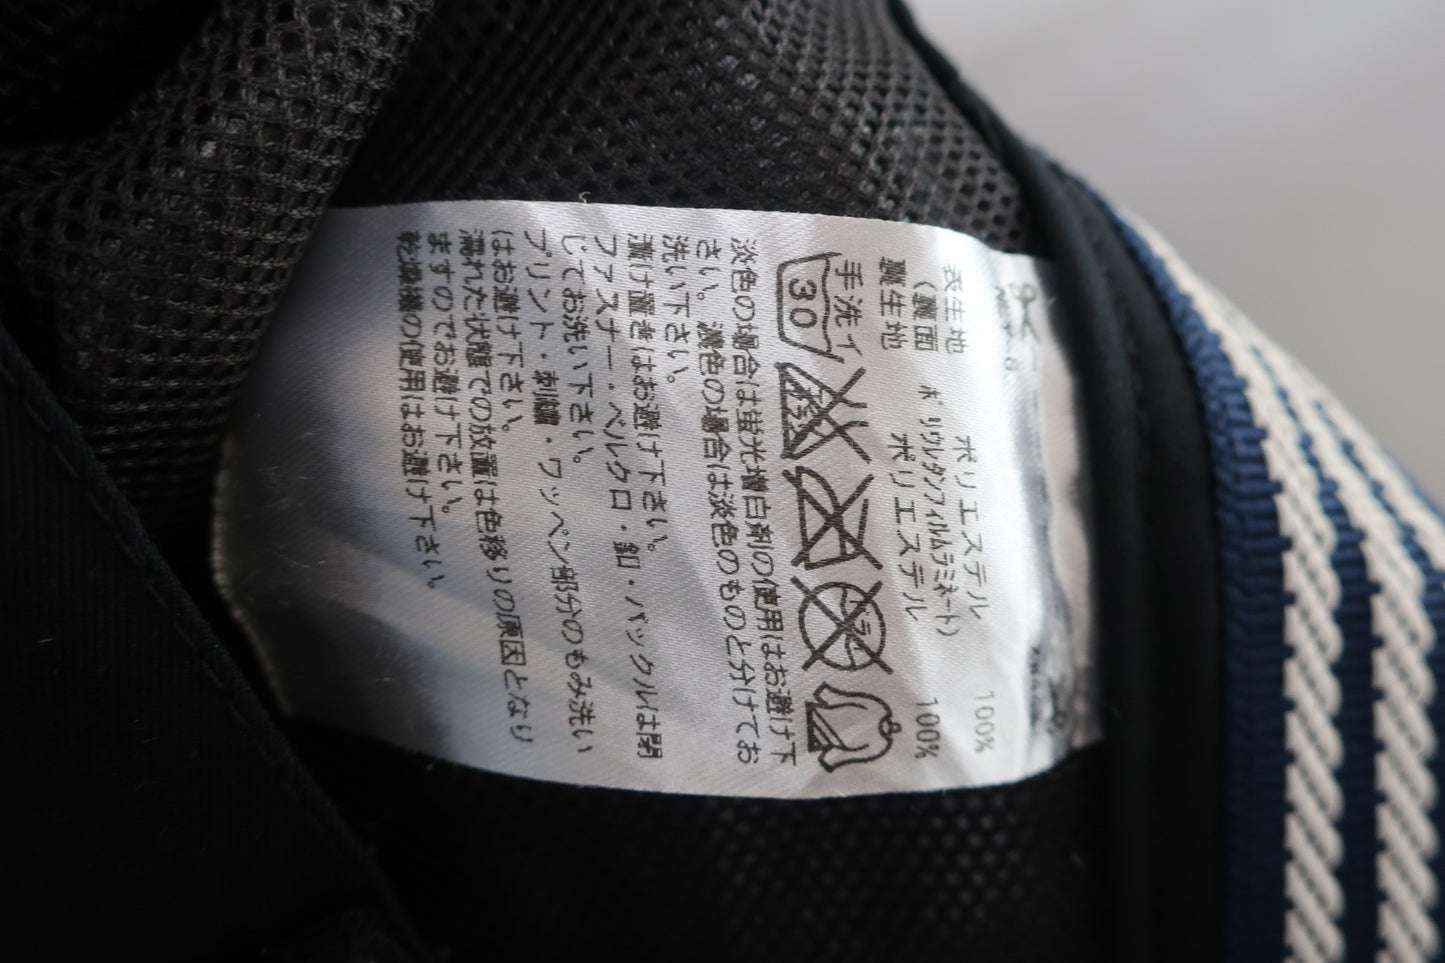 表生地 ポリエステル 100%
(裏面 ポリウレタンフィルムラミネート)
裏生地 ポリエステル 100%
手洗イ
30
ドライ
淡色の場合は蛍光増白剤の使用はお避け下
さい。 濃色の場合は淡色のものと分けてお
洗い下さい。
漬け置きはお避け下さい。
ファスナー・ベルクロ・釦・バックルは閉
じてお洗い下さい。
プリント・刺繍・ワッペン部分のもみ洗い
はお避け下さい。
濡れた状態での放置は色移りの原因となり
ますのでお避け下さい。
乾燥機の使用はお避け下さい。